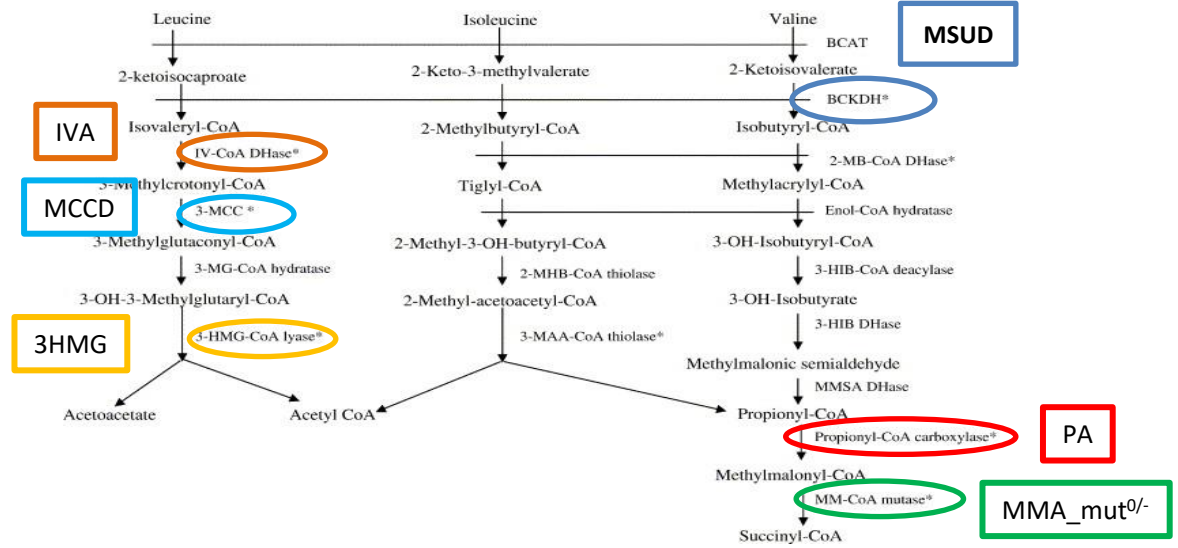 Leucine Isoleucine Valine
BCAT
MSUD
2-ketoisocaproate 2-Keto-3-methylvalerate 2-Ketoisovalerate
BCKDH*
IVA
Isovaleryl-CoA 2-Methylbutyryl-CoA Isobutyryl-CoA
IV-CoA DHase* 2-MB-CoA DHase*
3-Methylcrotonyl-CoA Tiglyl-CoA Methylacrylyl-CoA
MCCD
3-MCC * Enol-CoA hydratase
3-Methylglutaconyl-CoA 2-Methyl-3-OH-butyryl-CoA 3-OH-Isobutyryl-CoA
3-MG-CoA hydratase 2-MHB-CoA thiolase 3-HIB-CoA deacylase
3-OH-3-Methylglutaryl-CoA 2-Methyl-acetoacetyl-CoA 3-OH-Isobutyrate
3HMG
3-HMG-CoA lyase* 3-MAA-CoA thiolase* 3-HIB DHase
Methylmalonic semialdehyde
MMSA DHase
Acetoacetate Acetyl CoA Propionyl-CoA
Propionyl-CoA carboxylase*
PA
Methylmalonyl-CoA
MM-CoA mutase*
MMA_mut0/-
Succinyl-CoA